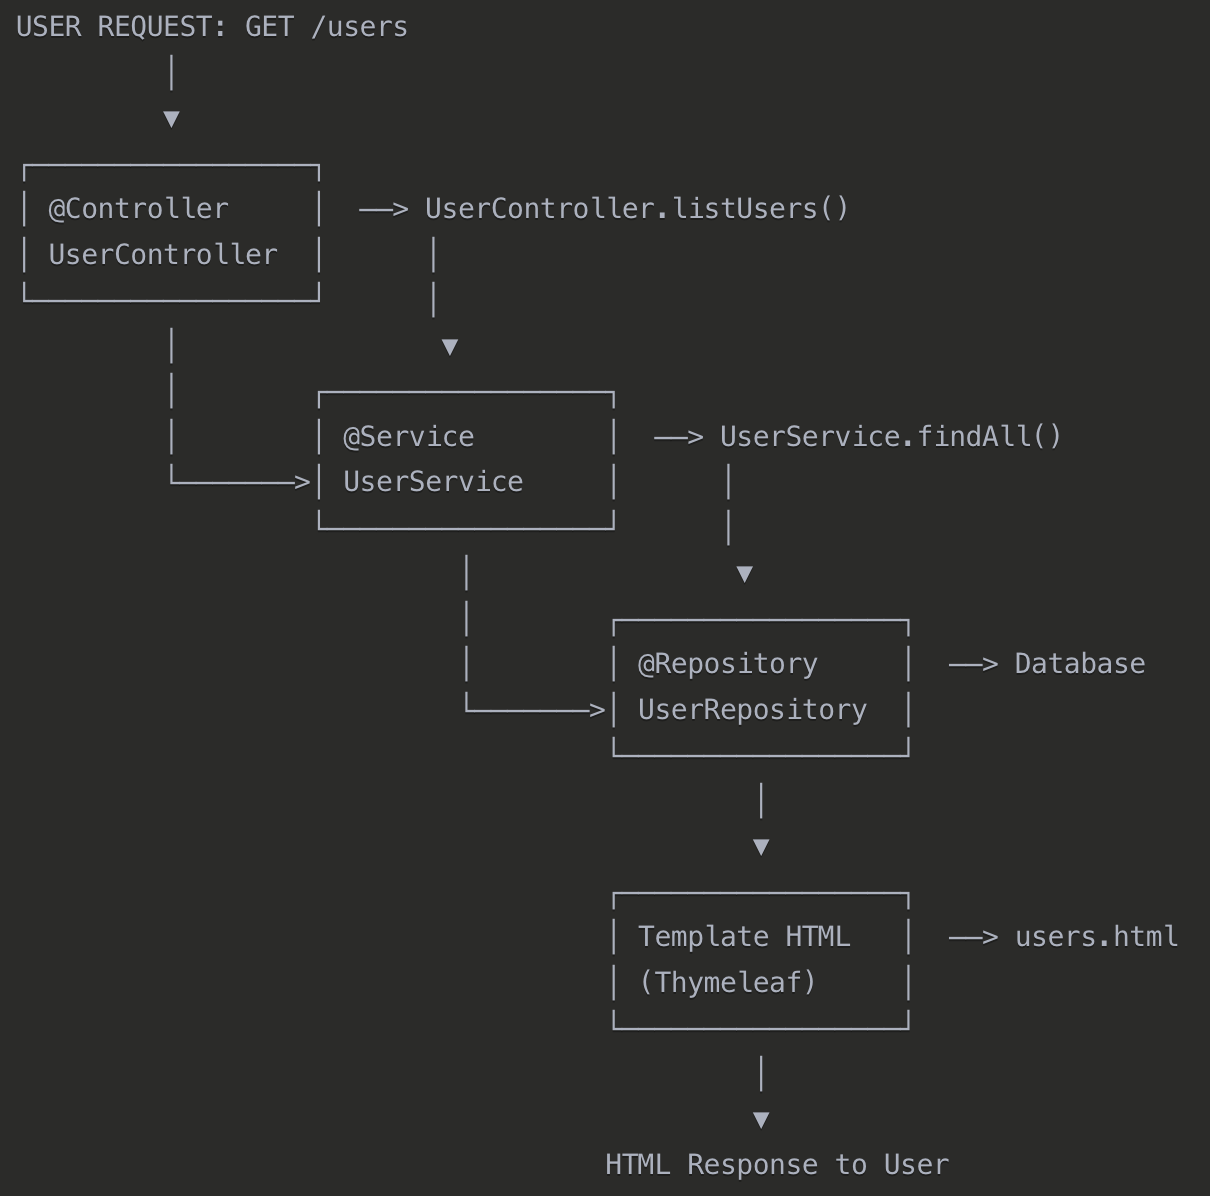 USER REQUEST: GET /users
@Controller ──> UserController.listUsers()
UserController
@Service ──> UserService.findAll()
UserService
@Repository ──> Database
UserRepository
Template HTML ──> users.html
(Thymeleaf)
HTML Response to User